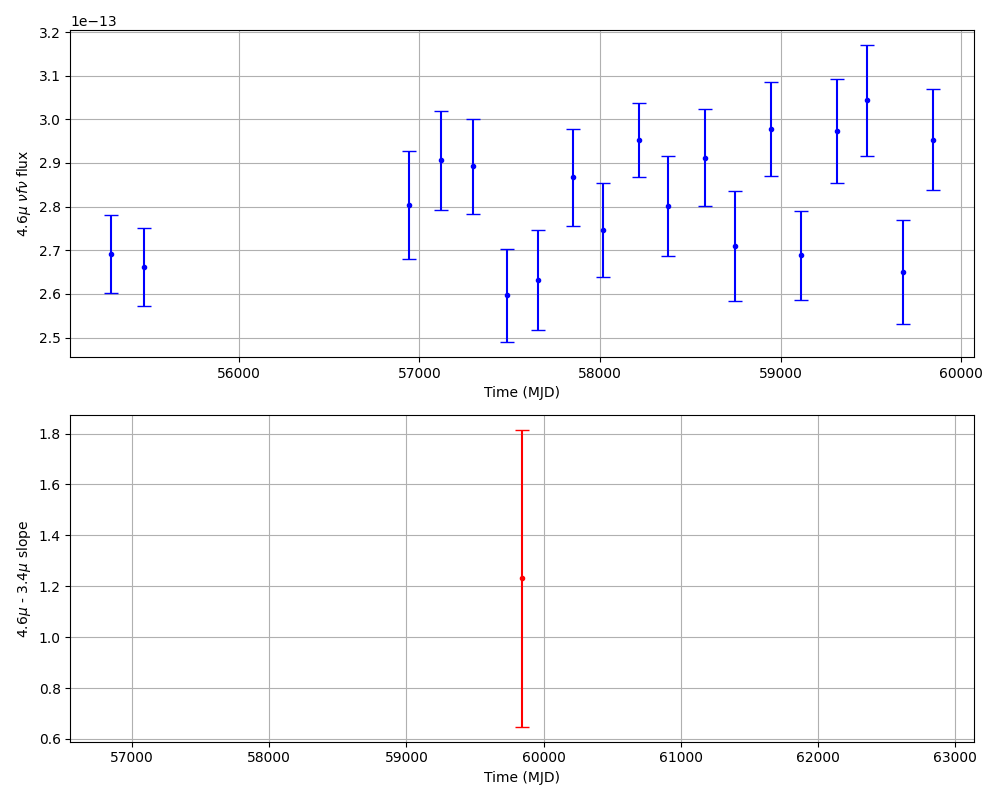 1e−13
3.2
3.1
3.0
2.9
2.8
2.7
2.6
2.5
4.6μ νfν flux
56000 57000 58000 59000 60000
Time (MJD)
1.8
1.6
1.4
1.2
1.0
0.8
0.6
4.6μ - 3.4μ slope
57000 58000 59000 60000 61000 62000 63000
Time (MJD)